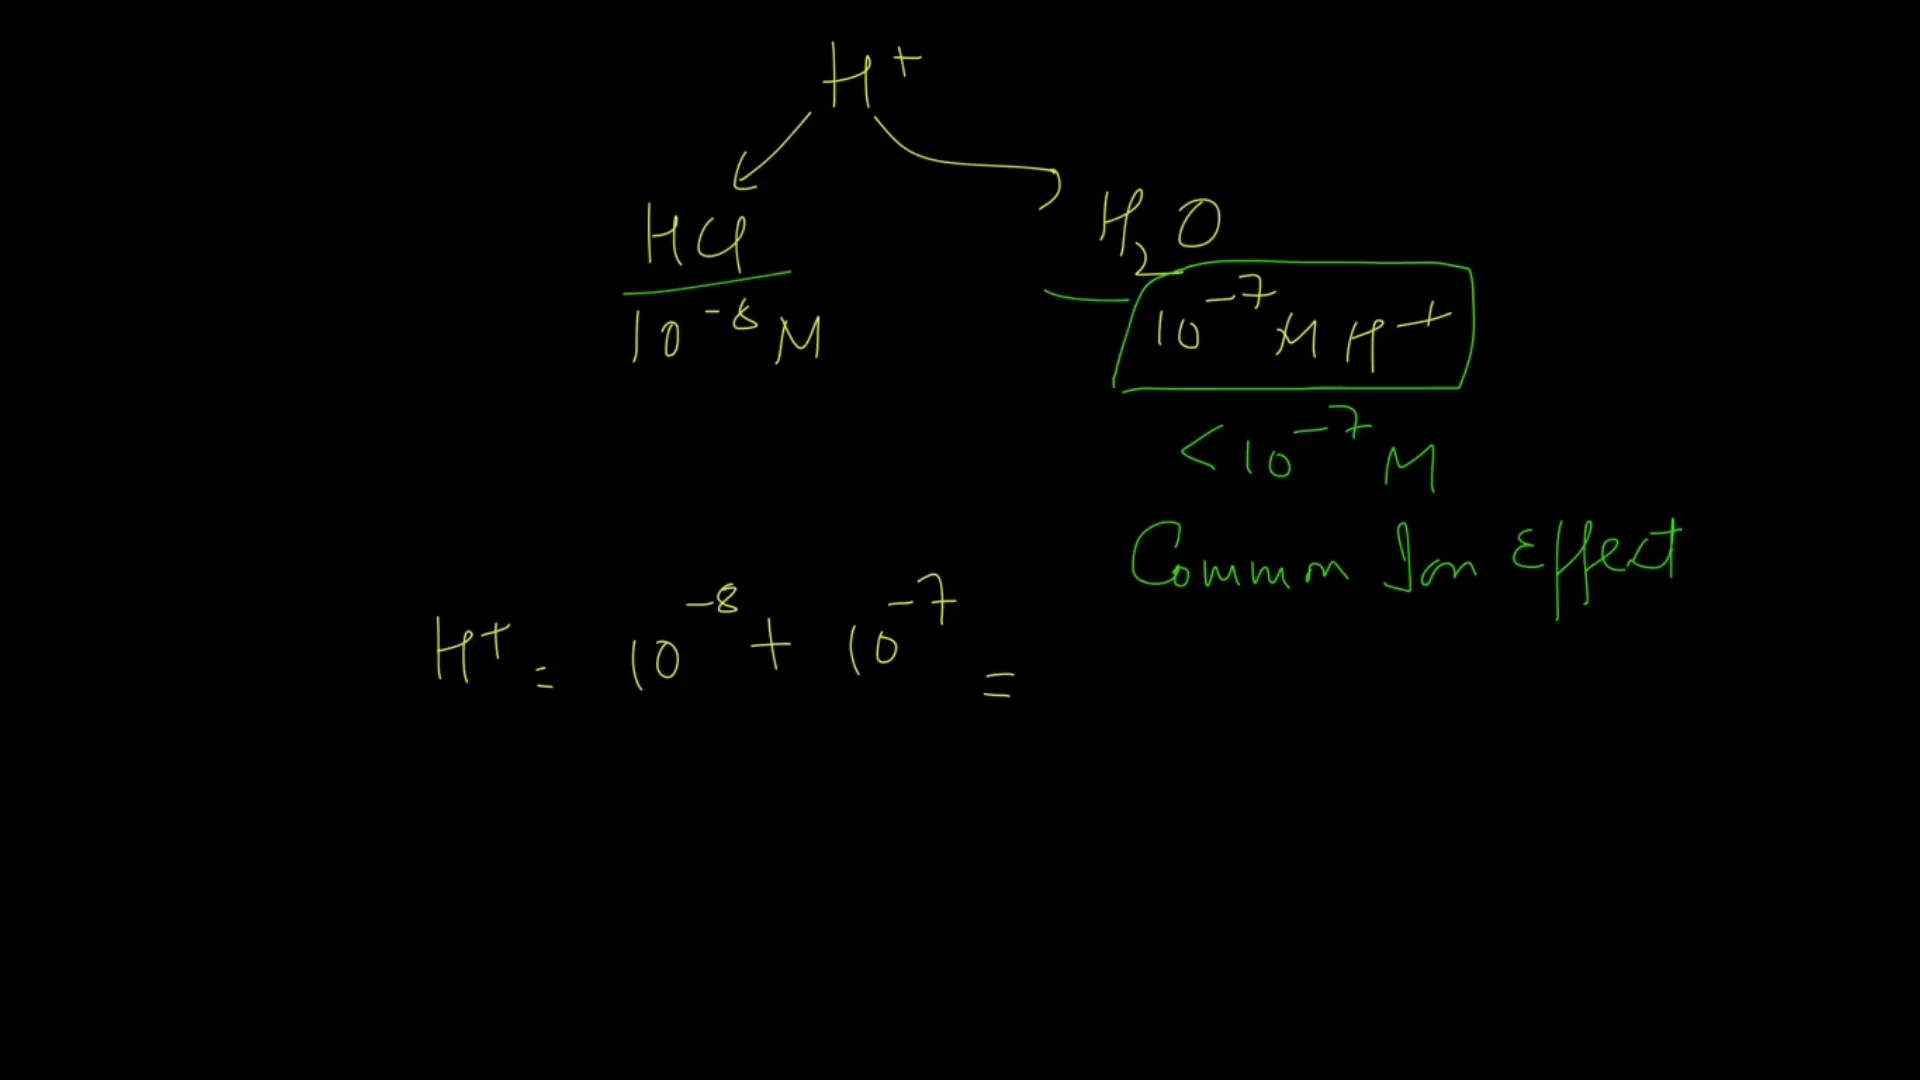 H⁺
HCl H₂O
10⁻⁸ M 10⁻⁷ M H⁺
< 10⁻⁷ M
Common Ion Effect
H⁺ = 10⁻⁸ + 10⁻⁷ =